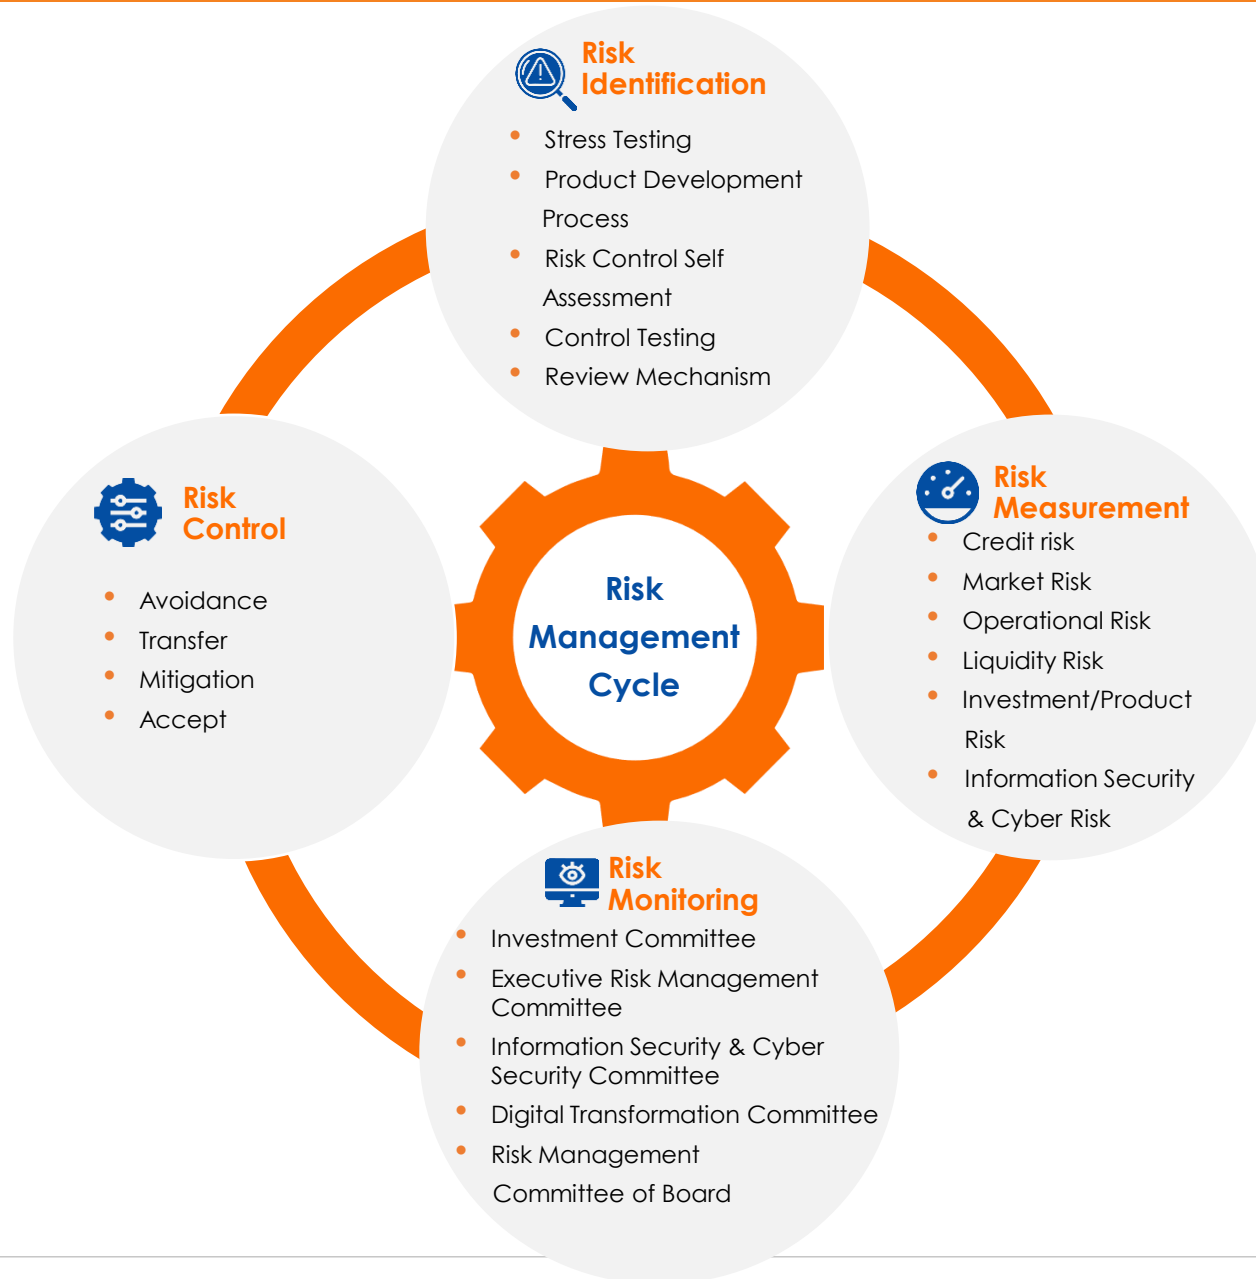 Risk
Identification
• Stress Testing
• Product Development
Process
• Risk Control Self
Assessment
• Control Testing
• Review Mechanism
Risk
Measurement
• Credit risk
• Market Risk
• Operational Risk
• Liquidity Risk
• Investment/Product
Risk
• Information Security
& Cyber Risk
Risk
Monitoring
• Investment Committee
• Executive Risk Management
Committee
• Information Security & Cyber
Security Committee
• Digital Transformation Committee
• Risk Management
Committee of Board
Risk
Control
• Avoidance
• Transfer
• Mitigation
• Accept
Risk
Management
Cycle